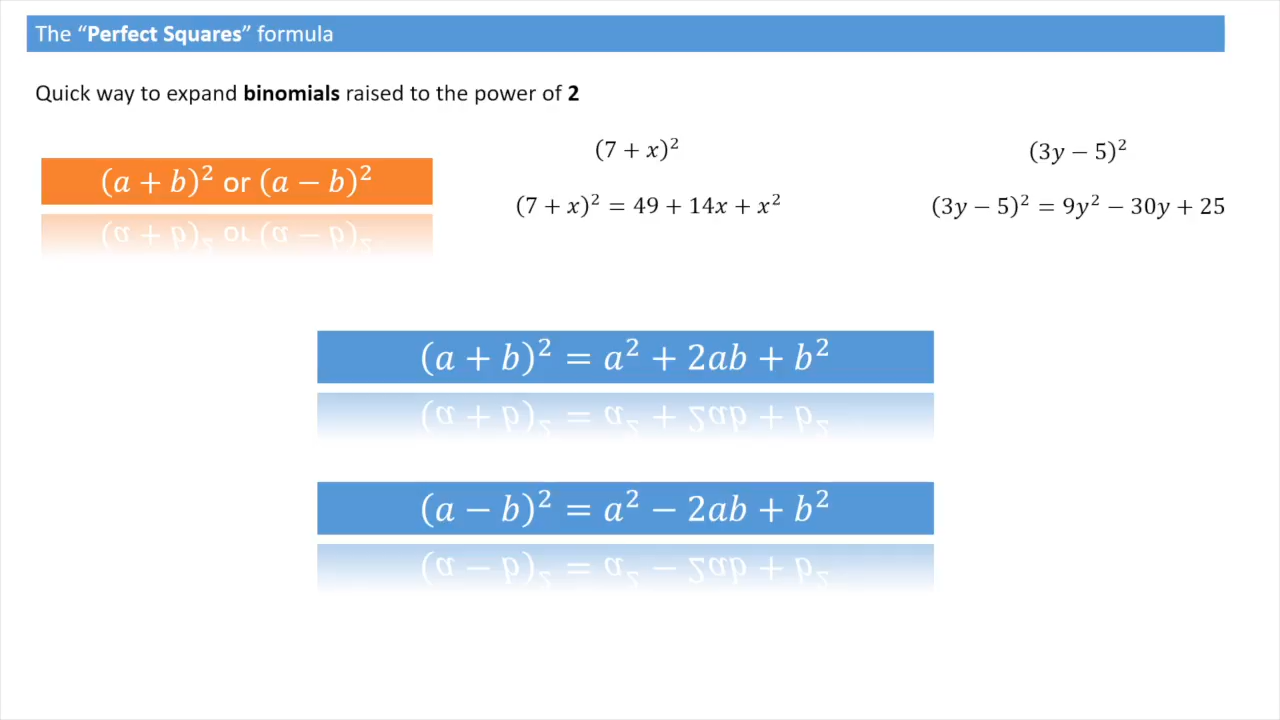 The “Perfect Squares” formula
Quick way to expand binomials raised to the power of 2
(a + b)² or (a − b)²
(7 + x)²
(7 + x)² = 49 + 14x + x²
(3y − 5)²
(3y − 5)² = 9y² − 30y + 25
(a + b)² = a² + 2ab + b²
(a − b)² = a² − 2ab + b²